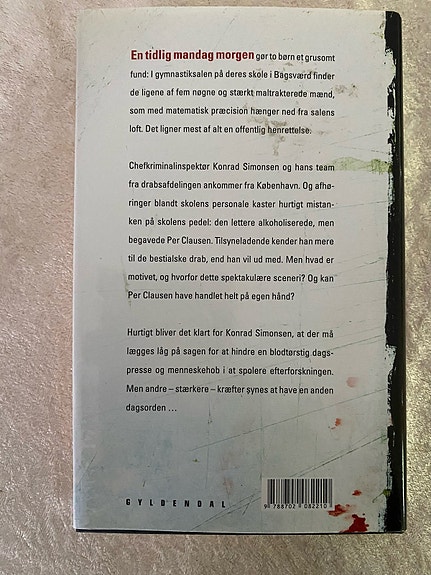 En tidlig mandag morgen gør to børn et grusomt
fund: I gymnastiksalen på deres skole i Bagsværd finder
de ligene af fem nøgne og stærkt maltrakterede mænd,
som med matematisk præcision hænger ned fra salens
loft. Det ligner mest af alt en offentlig henrettelse.
Chefkriminalinspektør Konrad Simonsen og hans team
fra drabsafdelingen ankommer fra København. Og afhø-
ringer blandt skolens personale kaster hurtigt mistan-
ken på skolens pedel: den lettere alkoholiserede, men
begavede Per Clausen. Tilsyneladende kender han mere
til de bestialske drab, end han vil ud med. Men hvad er
motivet, og hvorfor dette spektakulære sceneri? Og kan
Per Clausen have handlet helt på egen hånd?
Hurtigt bliver det klart for Konrad Simonsen, at der må
lægges låg på sagen for at hindre en blodtørstig dags-
presse og menneskehob i at spolere efterforskningen.
Men andre – stærkere – kræfter synes at have en anden
dagsorden ...
GYLDENDAL
9 788702 082210